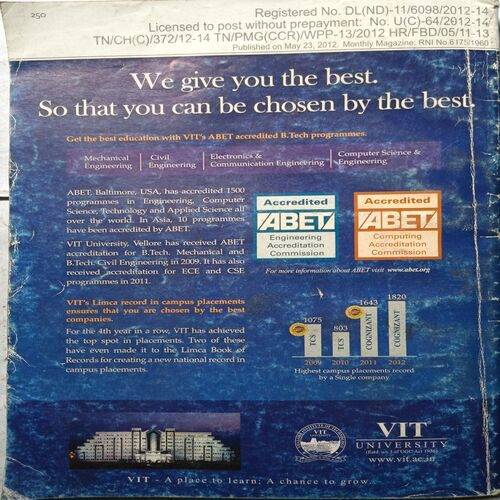 250
Registered No. DL(ND)-11/6098/2012-14
Licensed to post without prepayment: No. U(C)-64/2012-14
TN/CH(C)/372/12-14 TN/PMG(CCR)/WPP-13/2012 HR/FBD/05/11-13
Published on May 23, 2012. Monthly Magazine: RNI No.6175/1960
We give you the best.
So that you can be chosen by the best.
Get the best education with VIT's ABET accredited B.Tech programmes.
Mechanical Engineering
Civil Engineering
Electronics & Communication Engineering
Computer Science & Engineering
ABET, Baltimore, USA, has accredited 1500
programmes in Engineering, Computer
Science, Technology and Applied Science all
over the world. In Asia, 10 programmes
have been accredited by ABET.
VIT University, Vellore has received ABET
accreditation for B.Tech. Mechanical and
B.Tech. Civil Engineering in 2009. It has also
received accreditation for ECE and CSE
programmes in 2011.
Accredited
ABET
Engineering
Accreditation
Commission
Accredited
ABET
Computing
Accreditation
Commission
For more information about ABET visit www.abet.org
VIT's Limca record in campus placements
ensures that you are chosen by the best
companies.
For the 4th year in a row, VIT has achieved
the top spot in placements. Two of these
have even made it to the Limca Book of
Records for creating a new national record in
campus placements.
1075 803 1643 1820
TCS TCS COGNIZANT COGNIZANT
2009 2010 2011 2012
Highest campus placements record
by a Single company.
VIT
VIT
UNIVERSITY
(Estd. u/s 3 of UGC Act 1956)
www.vit.ac.in
VIT - A place to learn; A chance to grow.